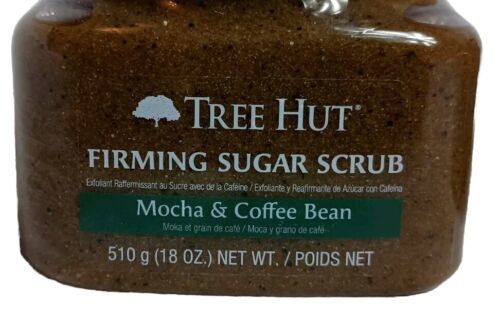 TREE HUT®
FIRMING SUGAR SCRUB
Exfoliant Raffermissant au Sucre avec de la Caféine / Exfoliante y Reafirmante de Azúcar con Cafeína
Mocha & Coffee Bean
Moka et grain de café / Moca y grano de café
510 g (18 OZ.) NET WT. / POIDS NET